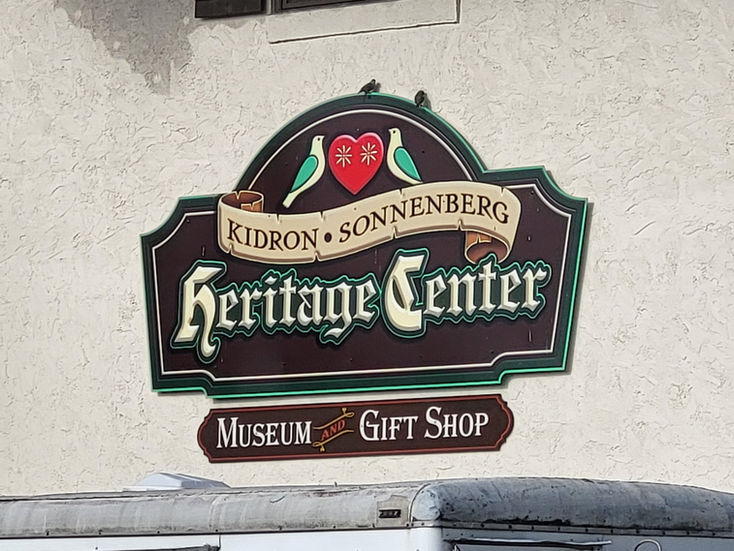 KIDRON • SONNENBERG
Heritage Center
MUSEUM AND GIFT SHOP